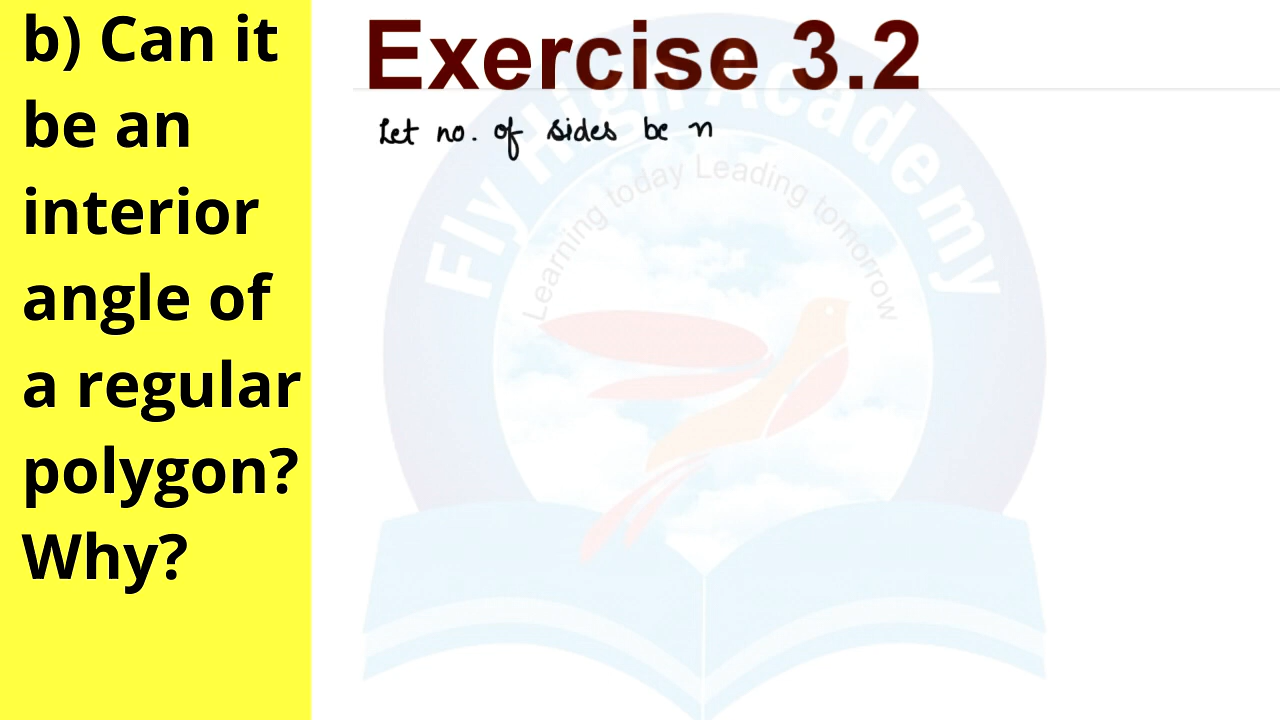 b) Can it
be an
interior
angle of
a regular
polygon?
Why?
Exercise 3.2
Let no. of sides be n
Fly High Academy
Learning today Leading tomorrow